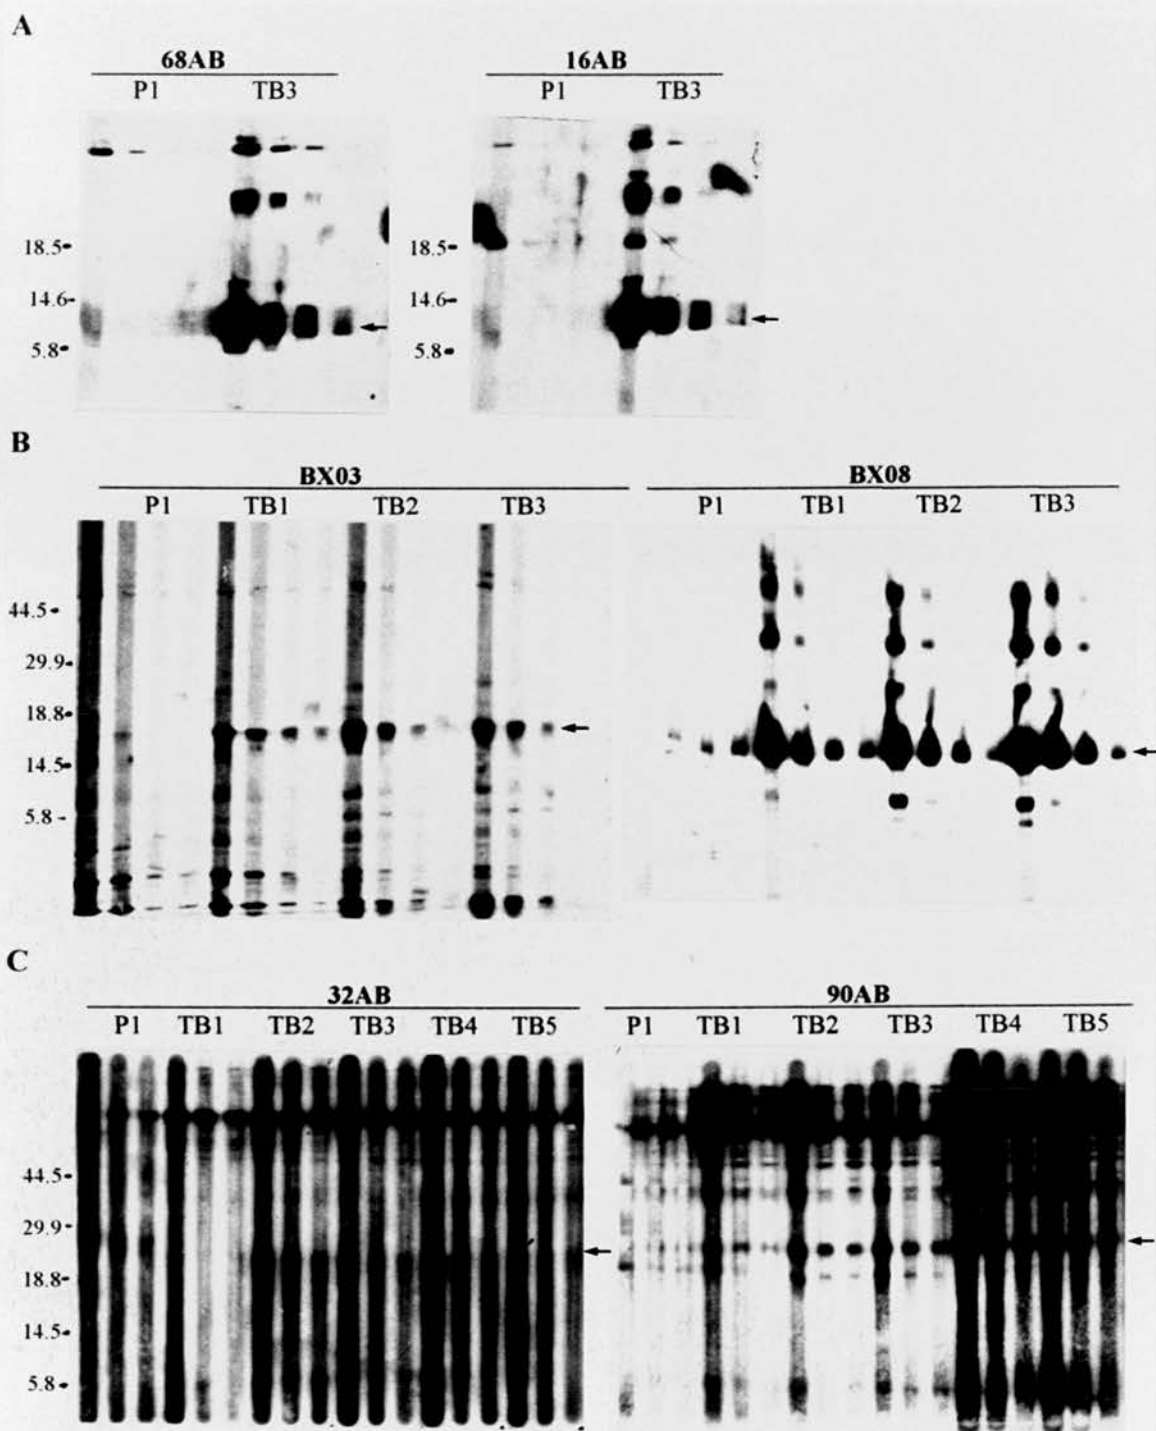 A
68AB 16AB
P1 TB3 P1 TB3
18.5 18.5
14.6 14.6
5.8 5.8
B
BX03 BX08
P1 TB1 TB2 TB3 P1 TB1 TB2 TB3
44.5
29.9
18.8
14.5
5.8
C
32AB 90AB
P1 TB1 TB2 TB3 TB4 TB5 P1 TB1 TB2 TB3 TB4 TB5
44.5
29.9
18.8
14.5
5.8